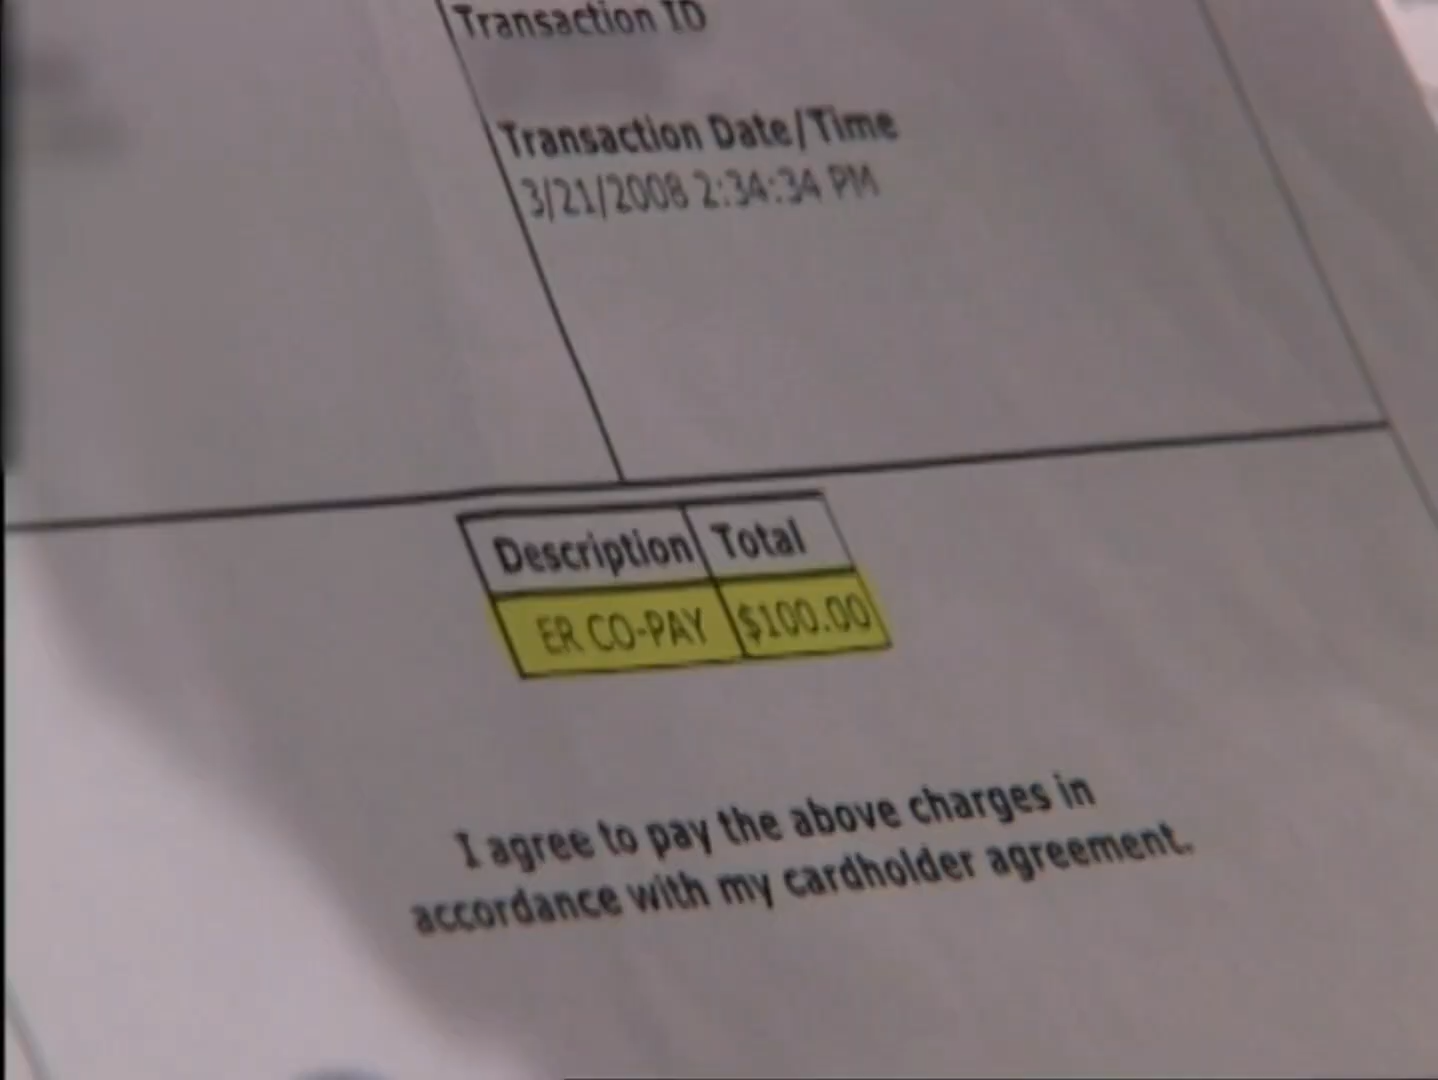 Transaction ID
Transaction Date/Time
3/21/2008 2:34:34 PM
Description Total
ER CO-PAY $100.00
I agree to pay the above charges in
accordance with my cardholder agreement.